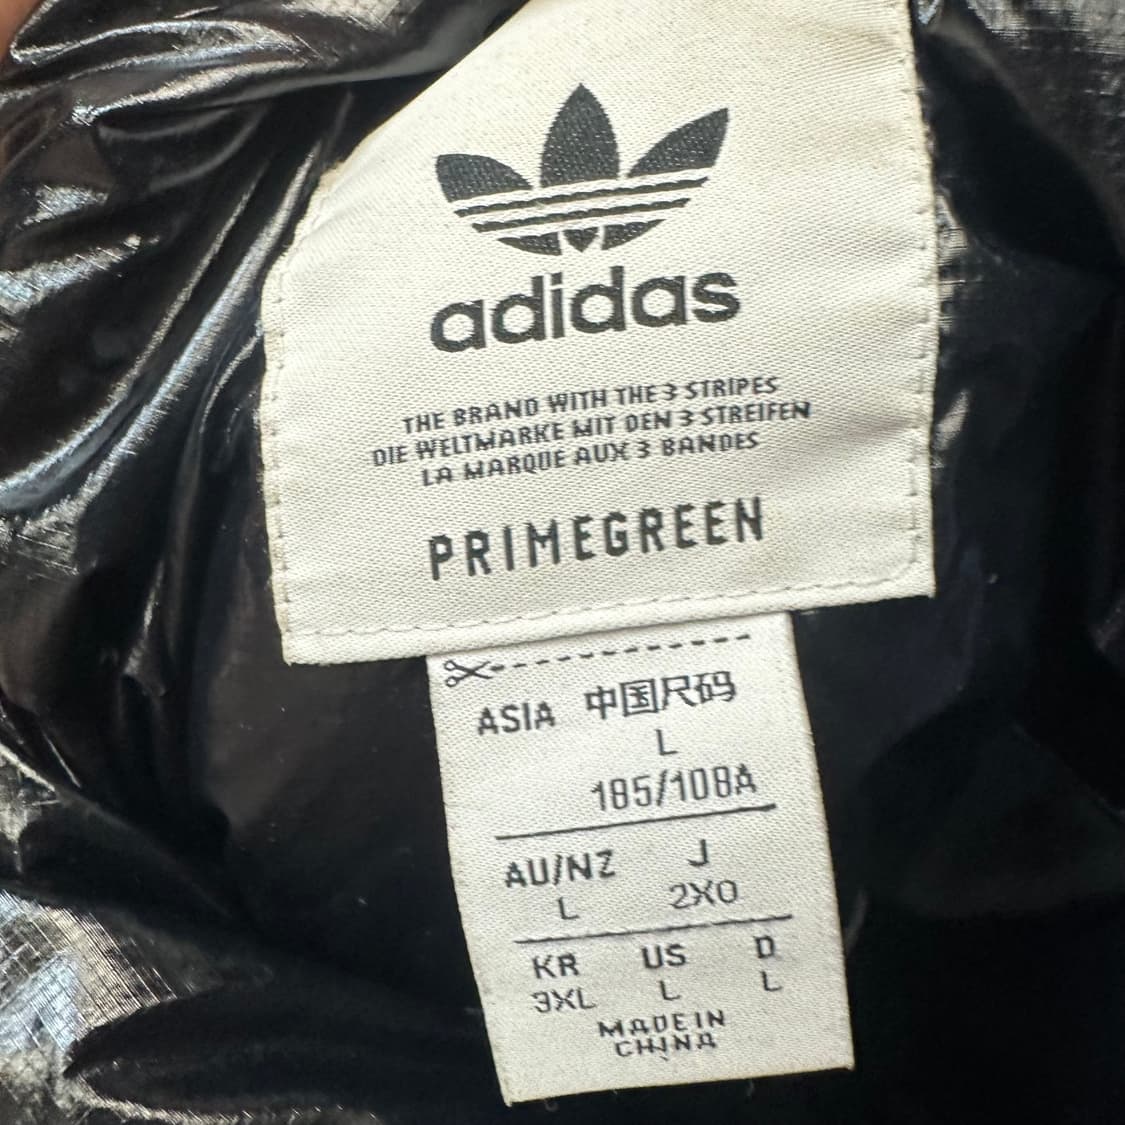 adidas
THE BRAND WITH THE 3 STRIPES
DIE WELTMARKE MIT DEN 3 STREIFEN
LA MARQUE AUX 3 BANDES
PRIMEGREEN
ASIA 中国尺码
L
185/108A
AU/NZ J
L 2XO
KR US D
3XL L L
MADE IN
CHINA